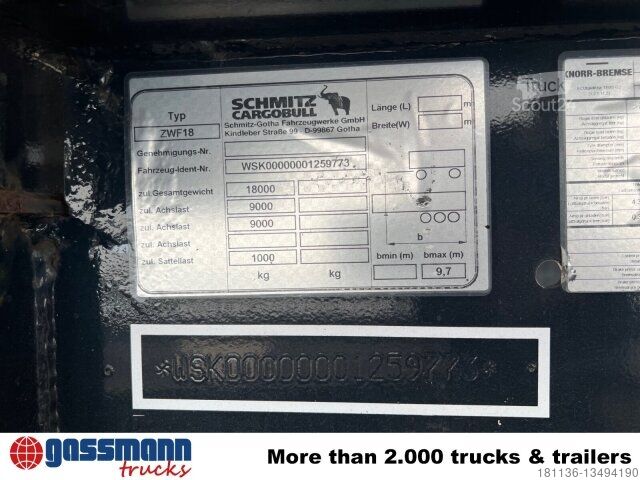 SCHMITZ
CARGOBULL
Schmitz-Gotha Fahrzeugwerke GmbH
Kindleber Straße 99 - D-99867 Gotha
Typ
ZWF18
Länge (L)
m
Breite(W)
m
Genehmigungs-Nr.
Fahrzeug-Ident-Nr.
WSK00000001259773
zul.Gesamtgewicht
18000
zul. Achslast
9000
zul. Achslast
9000
zul. Achslast
zul. Sattellast
1000
kg
kg
b
bmin (m)
bmax (m)
9,7
KNORR-BREMSE
Truck
Scout24
*WSK00000001259773*
gassmann
trucks
More than 2.000 trucks & trailers
181136-13494190